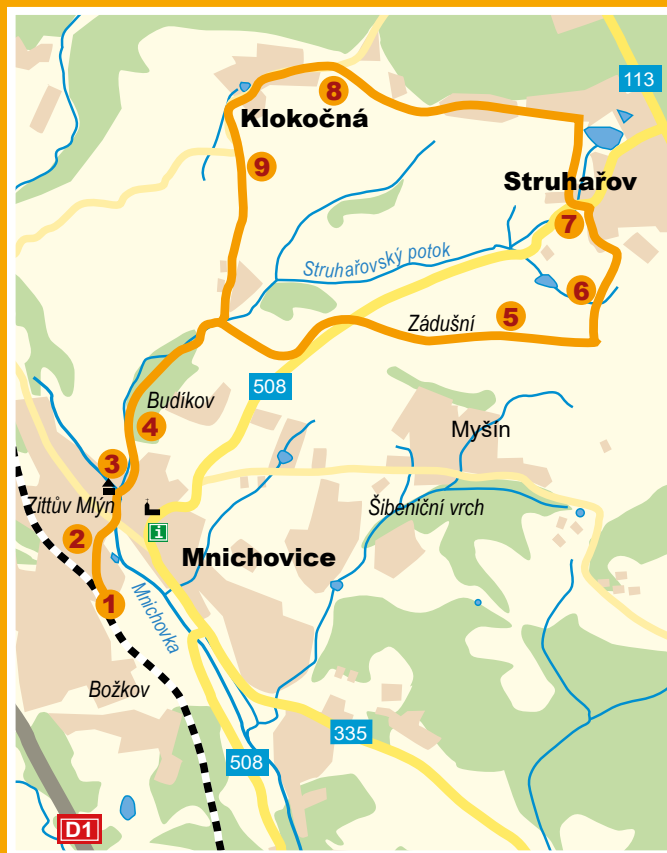 8
113
Klokočná
9
Struhařov
7
Struhařovský potok
6
5
Zádušní
508
Budíkov
4
Myšín
3
Zittův Mlýn
Šibeniční vrch
2
i
Mnichovice
1
Mnichovka
Božkov
335
508
D1